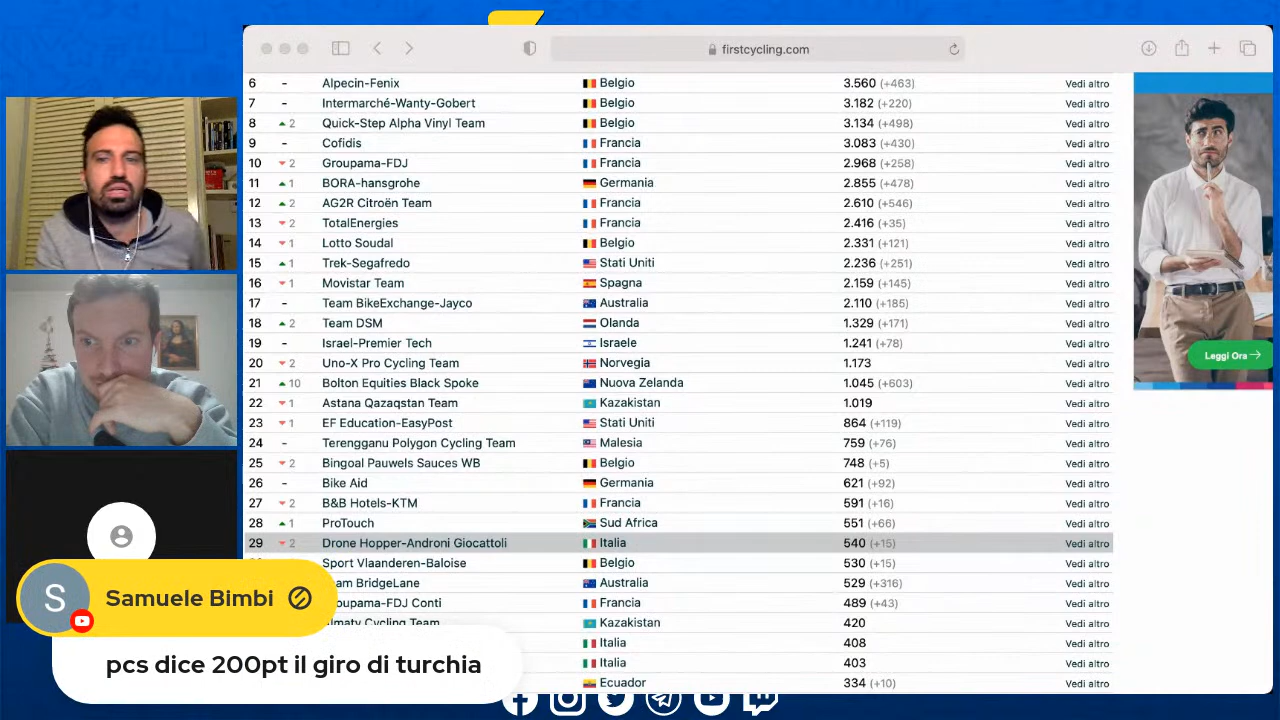 firstcycling.com
6 - Alpecin-Fenix Belgio 3.560 (+463) Vedi altro
7 - Intermarché-Wanty-Gobert Belgio 3.182 (+220) Vedi altro
8 2 Quick-Step Alpha Vinyl Team Belgio 3.134 (+498) Vedi altro
9 - Cofidis Francia 3.083 (+430) Vedi altro
10 2 Groupama-FDJ Francia 2.968 (+258) Vedi altro
11 1 BORA-hansgrohe Germania 2.855 (+478) Vedi altro
12 2 AG2R Citroën Team Francia 2.610 (+546) Vedi altro
13 2 TotalEnergies Francia 2.416 (+35) Vedi altro
14 1 Lotto Soudal Belgio 2.331 (+121) Vedi altro
15 1 Trek-Segafredo Stati Uniti 2.236 (+251) Vedi altro
16 1 Movistar Team Spagna 2.159 (+145) Vedi altro
17 - Team BikeExchange-Jayco Australia 2.110 (+185) Vedi altro
18 2 Team DSM Olanda 1.329 (+171) Vedi altro
19 - Israel-Premier Tech Israele 1.241 (+78) Vedi altro
20 2 Uno-X Pro Cycling Team Norvegia 1.173 Vedi altro
21 10 Bolton Equities Black Spoke Nuova Zelanda 1.045 (+603) Vedi altro
22 1 Astana Qazaqstan Team Kazakistan 1.019 Vedi altro
23 1 EF Education-EasyPost Stati Uniti 864 (+119) Vedi altro
24 - Terengganu Polygon Cycling Team Malesia 759 (+76) Vedi altro
25 2 Bingoal Pauwels Sauces WB Belgio 748 (+5) Vedi altro
26 - Bike Aid Germania 621 (+92) Vedi altro
27 2 B&B Hotels-KTM Francia 591 (+16) Vedi altro
28 1 ProTouch Sud Africa 551 (+66) Vedi altro
29 2 Drone Hopper-Androni Giocattoli Italia 540 (+15) Vedi altro
Sport Vlaanderen-Baloise Belgio 530 (+15) Vedi altro
BridgeLane Australia 529 (+316) Vedi altro
Conti Francia 489 (+43) Vedi altro
Cycling Team Kazakistan 420 Vedi altro
Italia 408 Vedi altro
Italia 403 Vedi altro
Ecuador 334 (+10) Vedi altro
Leggi Ora
S
Samuele Bimbi
pcs dice 200pt il giro di turchia